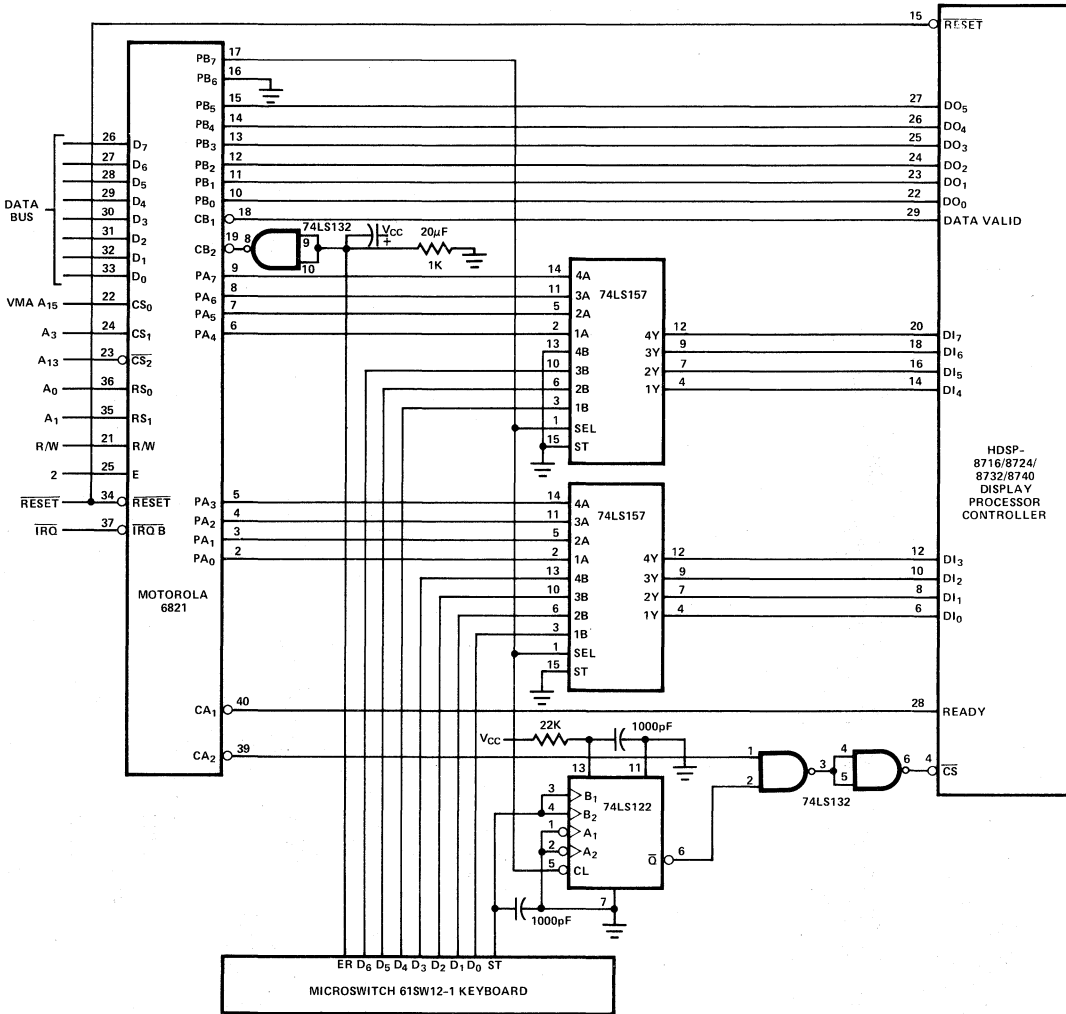 15 RESET
17 PB7
16 PB6
15 PB5 27 DO5
14 PB4 26 DO4
13 PB3 25 DO3
12 PB2 24 DO2
11 PB1 23 DO1
10 PB0 22 DO0
18 CB1 29 DATA VALID
DATA
BUS
26 D7
27 D6
28 D5
29 D4
30 D3
31 D2
32 D1
33 D0
74LS132
VCC
+
20μF
1K
19 CB2 8 9 10
9 PA7
8 PA6
7 PA5
6 PA4
VMA A15 22 CS0
A3 24 CS1
A13 23 CS2
A0 36 RS0
A1 35 RS1
R/W 21 R/W
2 25 E
RESET 34 RESET
IRQ 37 IRQ B
MOTOROLA
6821
74LS157
14 4A
11 3A
5 2A
2 1A
13 4B
10 3B
6 2B
3 1B
1 SEL
15 ST
4Y 12 20 DI7
3Y 9 18 DI6
2Y 7 16 DI5
1Y 4 14 DI4
HDSP-
8716/8724/
8732/8740
DISPLAY
PROCESSOR
CONTROLLER
5 PA3
4 PA2
3 PA1
2 PA0
74LS157
14 4A
11 3A
5 2A
2 1A
13 4B
10 3B
6 2B
3 1B
1 SEL
15 ST
4Y 12 12 DI3
3Y 9 10 DI2
2Y 7 8 DI1
1Y 4 6 DI0
CA1 40 28 READY
CA2 39
VCC 22K 1000pF
13 11
74LS122
3 B1
4 B2
1 A1
2 A2
5 CL
Q 6
7
1000pF
1 2 3 4 5 6 4 CS
74LS132
ER D6 D5 D4 D3 D2 D1 D0 ST
MICROSWITCH 61SW12-1 KEYBOARD